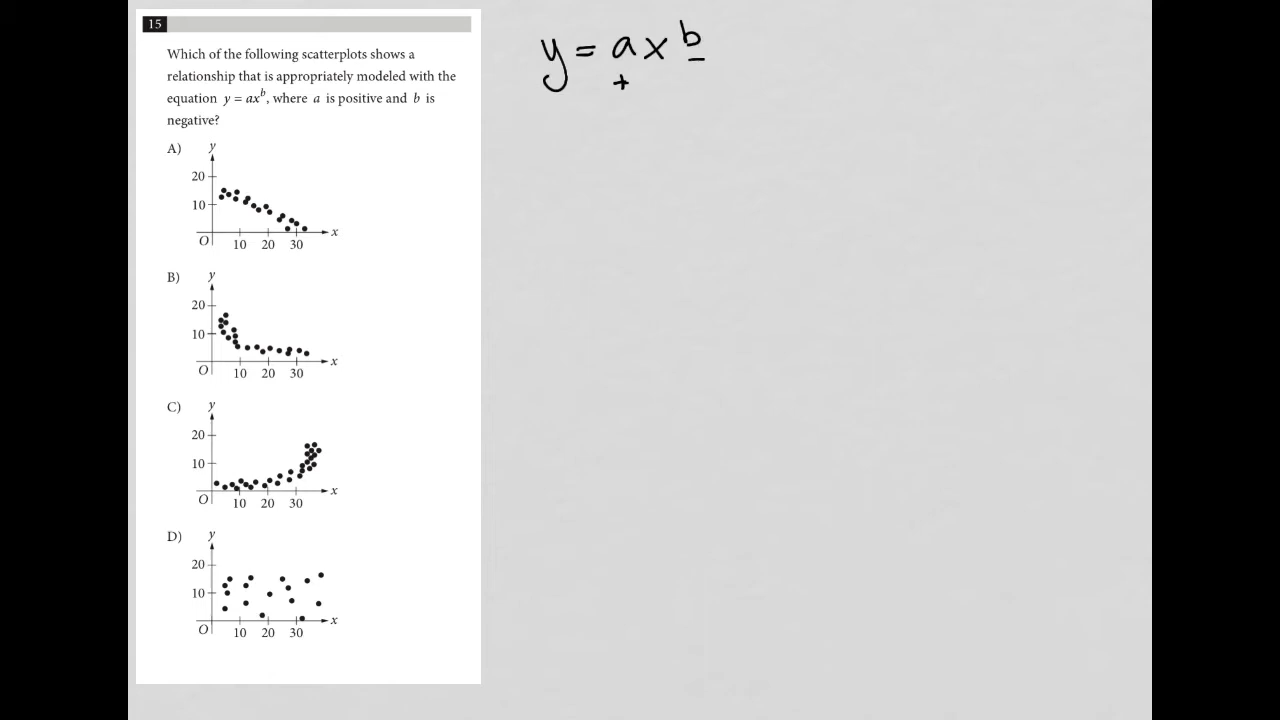 15
Which of the following scatterplots shows a
relationship that is appropriately modeled with the
equation y = ax^b, where a is positive and b is
negative?
A)
y
20
10
O 10 20 30 x
B)
y
20
10
O 10 20 30 x
C)
y
20
10
O 10 20 30 x
D)
y
20
10
O 10 20 30 x
y = ax^b
+ −